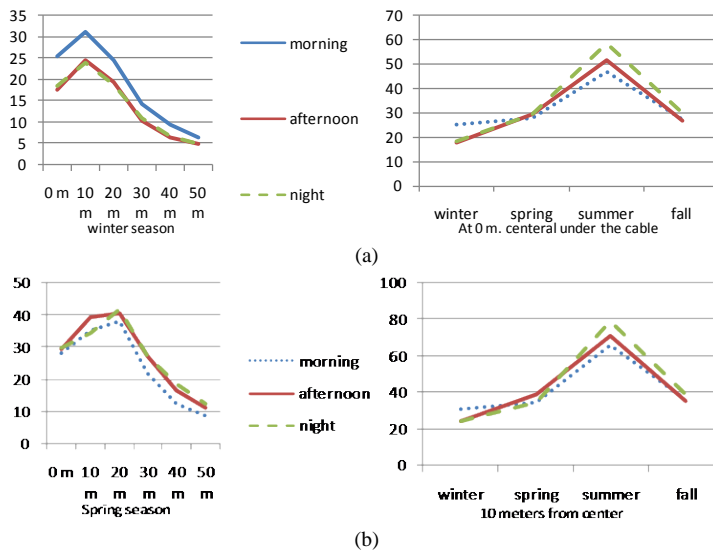 35
30
25
20
15
10
5
0
0 m 10 m 20 m 30 m 40 m 50 m
winter season
morning
afternoon
night
70
60
50
40
30
20
10
0
winter spring summer fall
At 0 m. centeral under the cable
(a)
50
40
30
20
10
0
0 m 10 m 20 m 30 m 40 m 50 m
Spring season
morning
afternoon
night
100
80
60
40
20
0
winter spring summer fall
10 meters from center
(b)